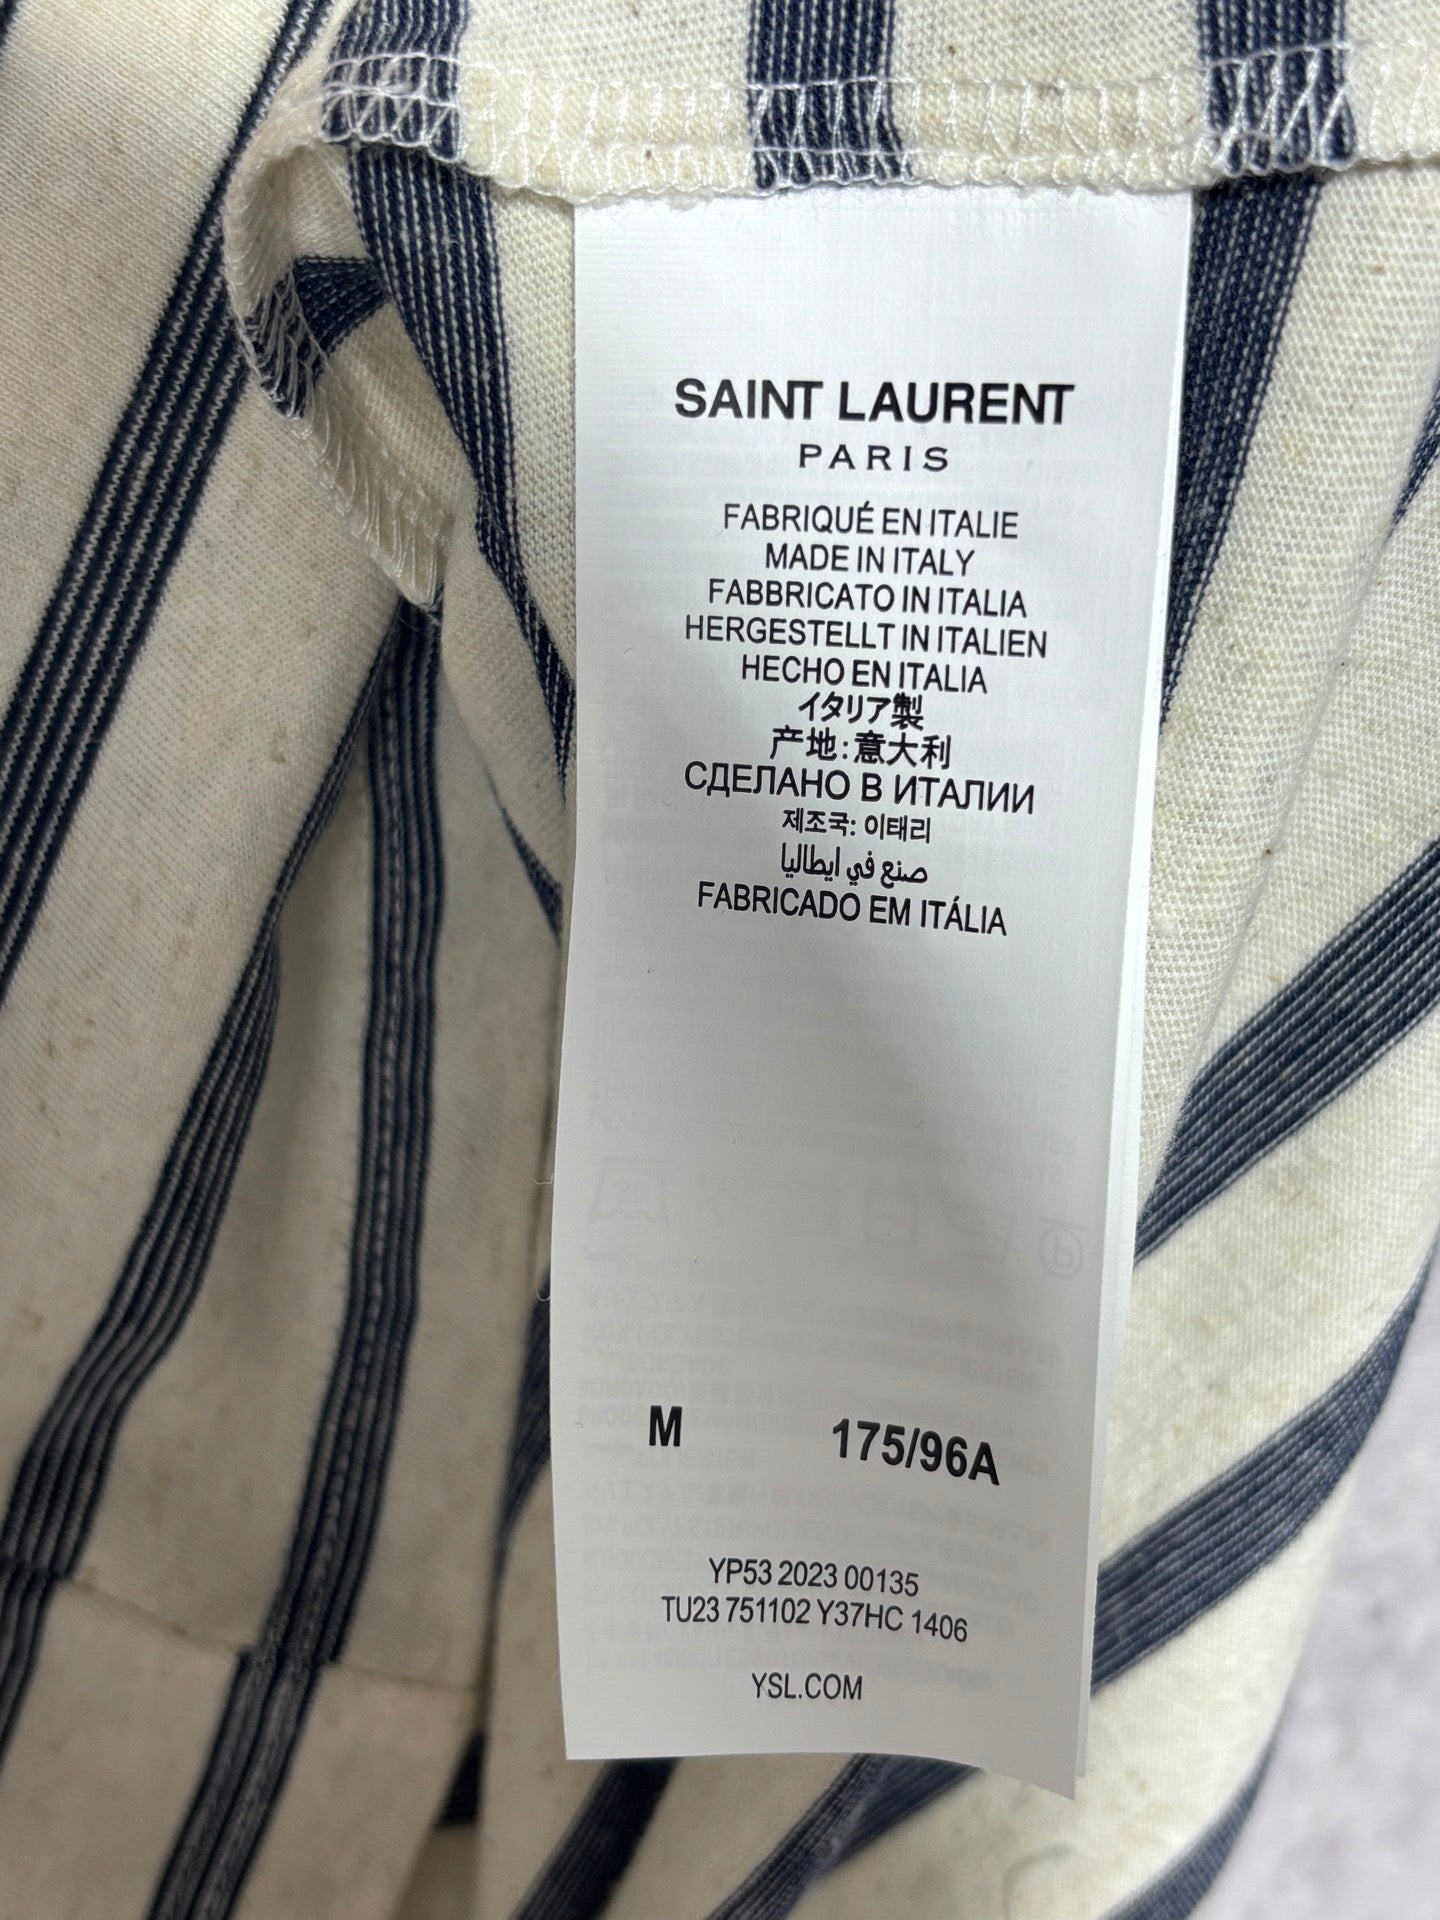 SAINT LAURENT
PARIS
FABRIQUÉ EN ITALIE
MADE IN ITALY
FABBRICATO IN ITALIA
HERGESTELLT IN ITALIEN
HECHO EN ITALIA
イタリア製
产地:意大利
СДЕЛАНО В ИТАЛИИ
제조국: 이태리
صنع في ايطاليا
FABRICADO EM ITÁLIA
M 175/96A
YP53 2023 00135
TU23 751102 Y37HC 1406
YSL.COM